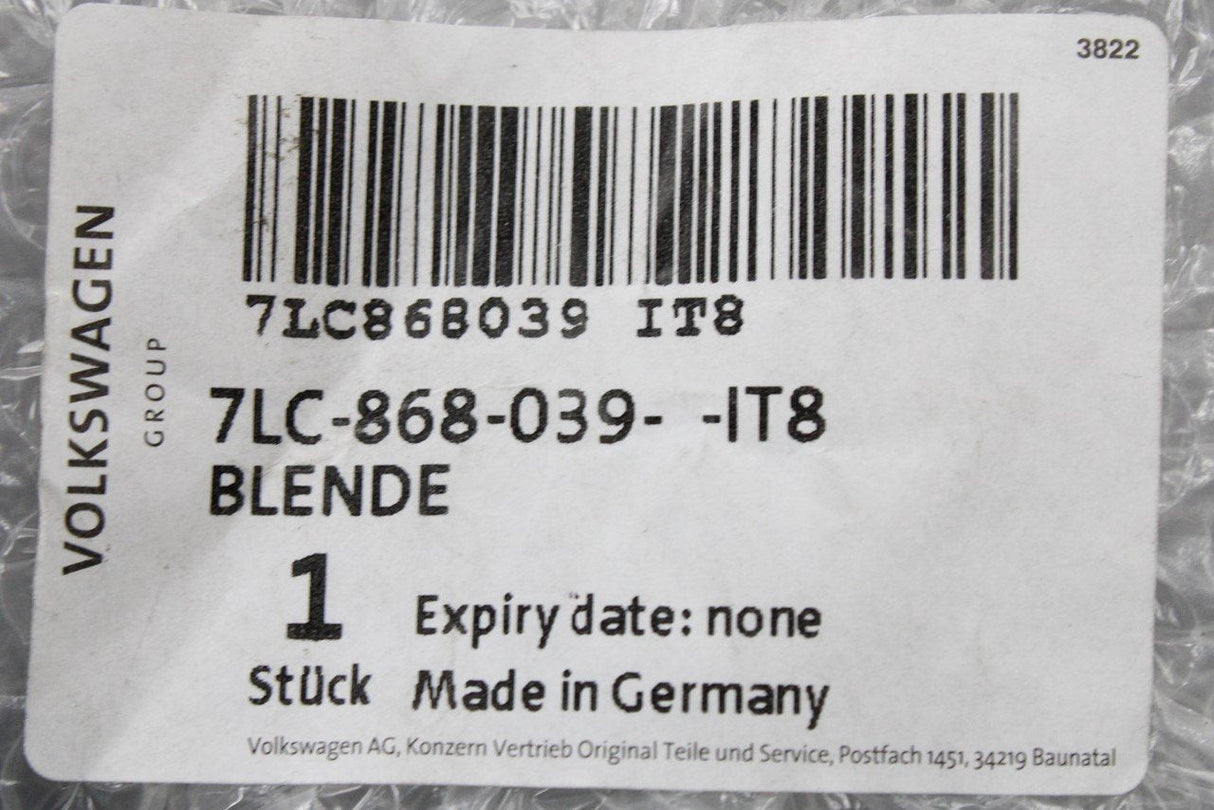 3822
VOLKSWAGEN
GROUP
7LC868039 IT8
7LC-868-039- -IT8
BLENDE
1 Expiry date: none
Stück Made in Germany
Volkswagen AG, Konzern Vertrieb Original Teile und Service, Postfach 1451, 34219 Baunatal